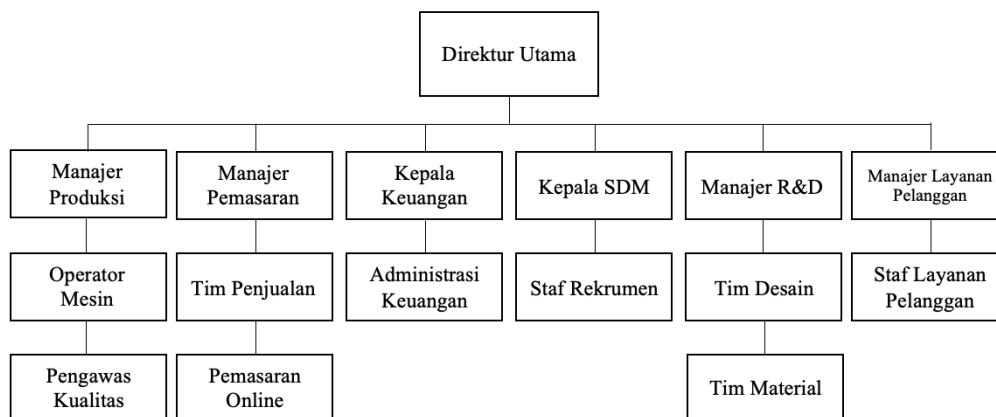 Direktur Utama
Manajer
Produksi
Manajer
Pemasaran
Kepala
Keuangan
Kepala SDM
Manajer R&D
Manajer Layanan
Pelanggan
Operator
Mesin
Tim Penjualan
Administrasi
Keuangan
Staf Rekrumen
Tim Desain
Staf Layanan
Pelanggan
Pengawas
Kualitas
Pemasaran
Online
Tim Material